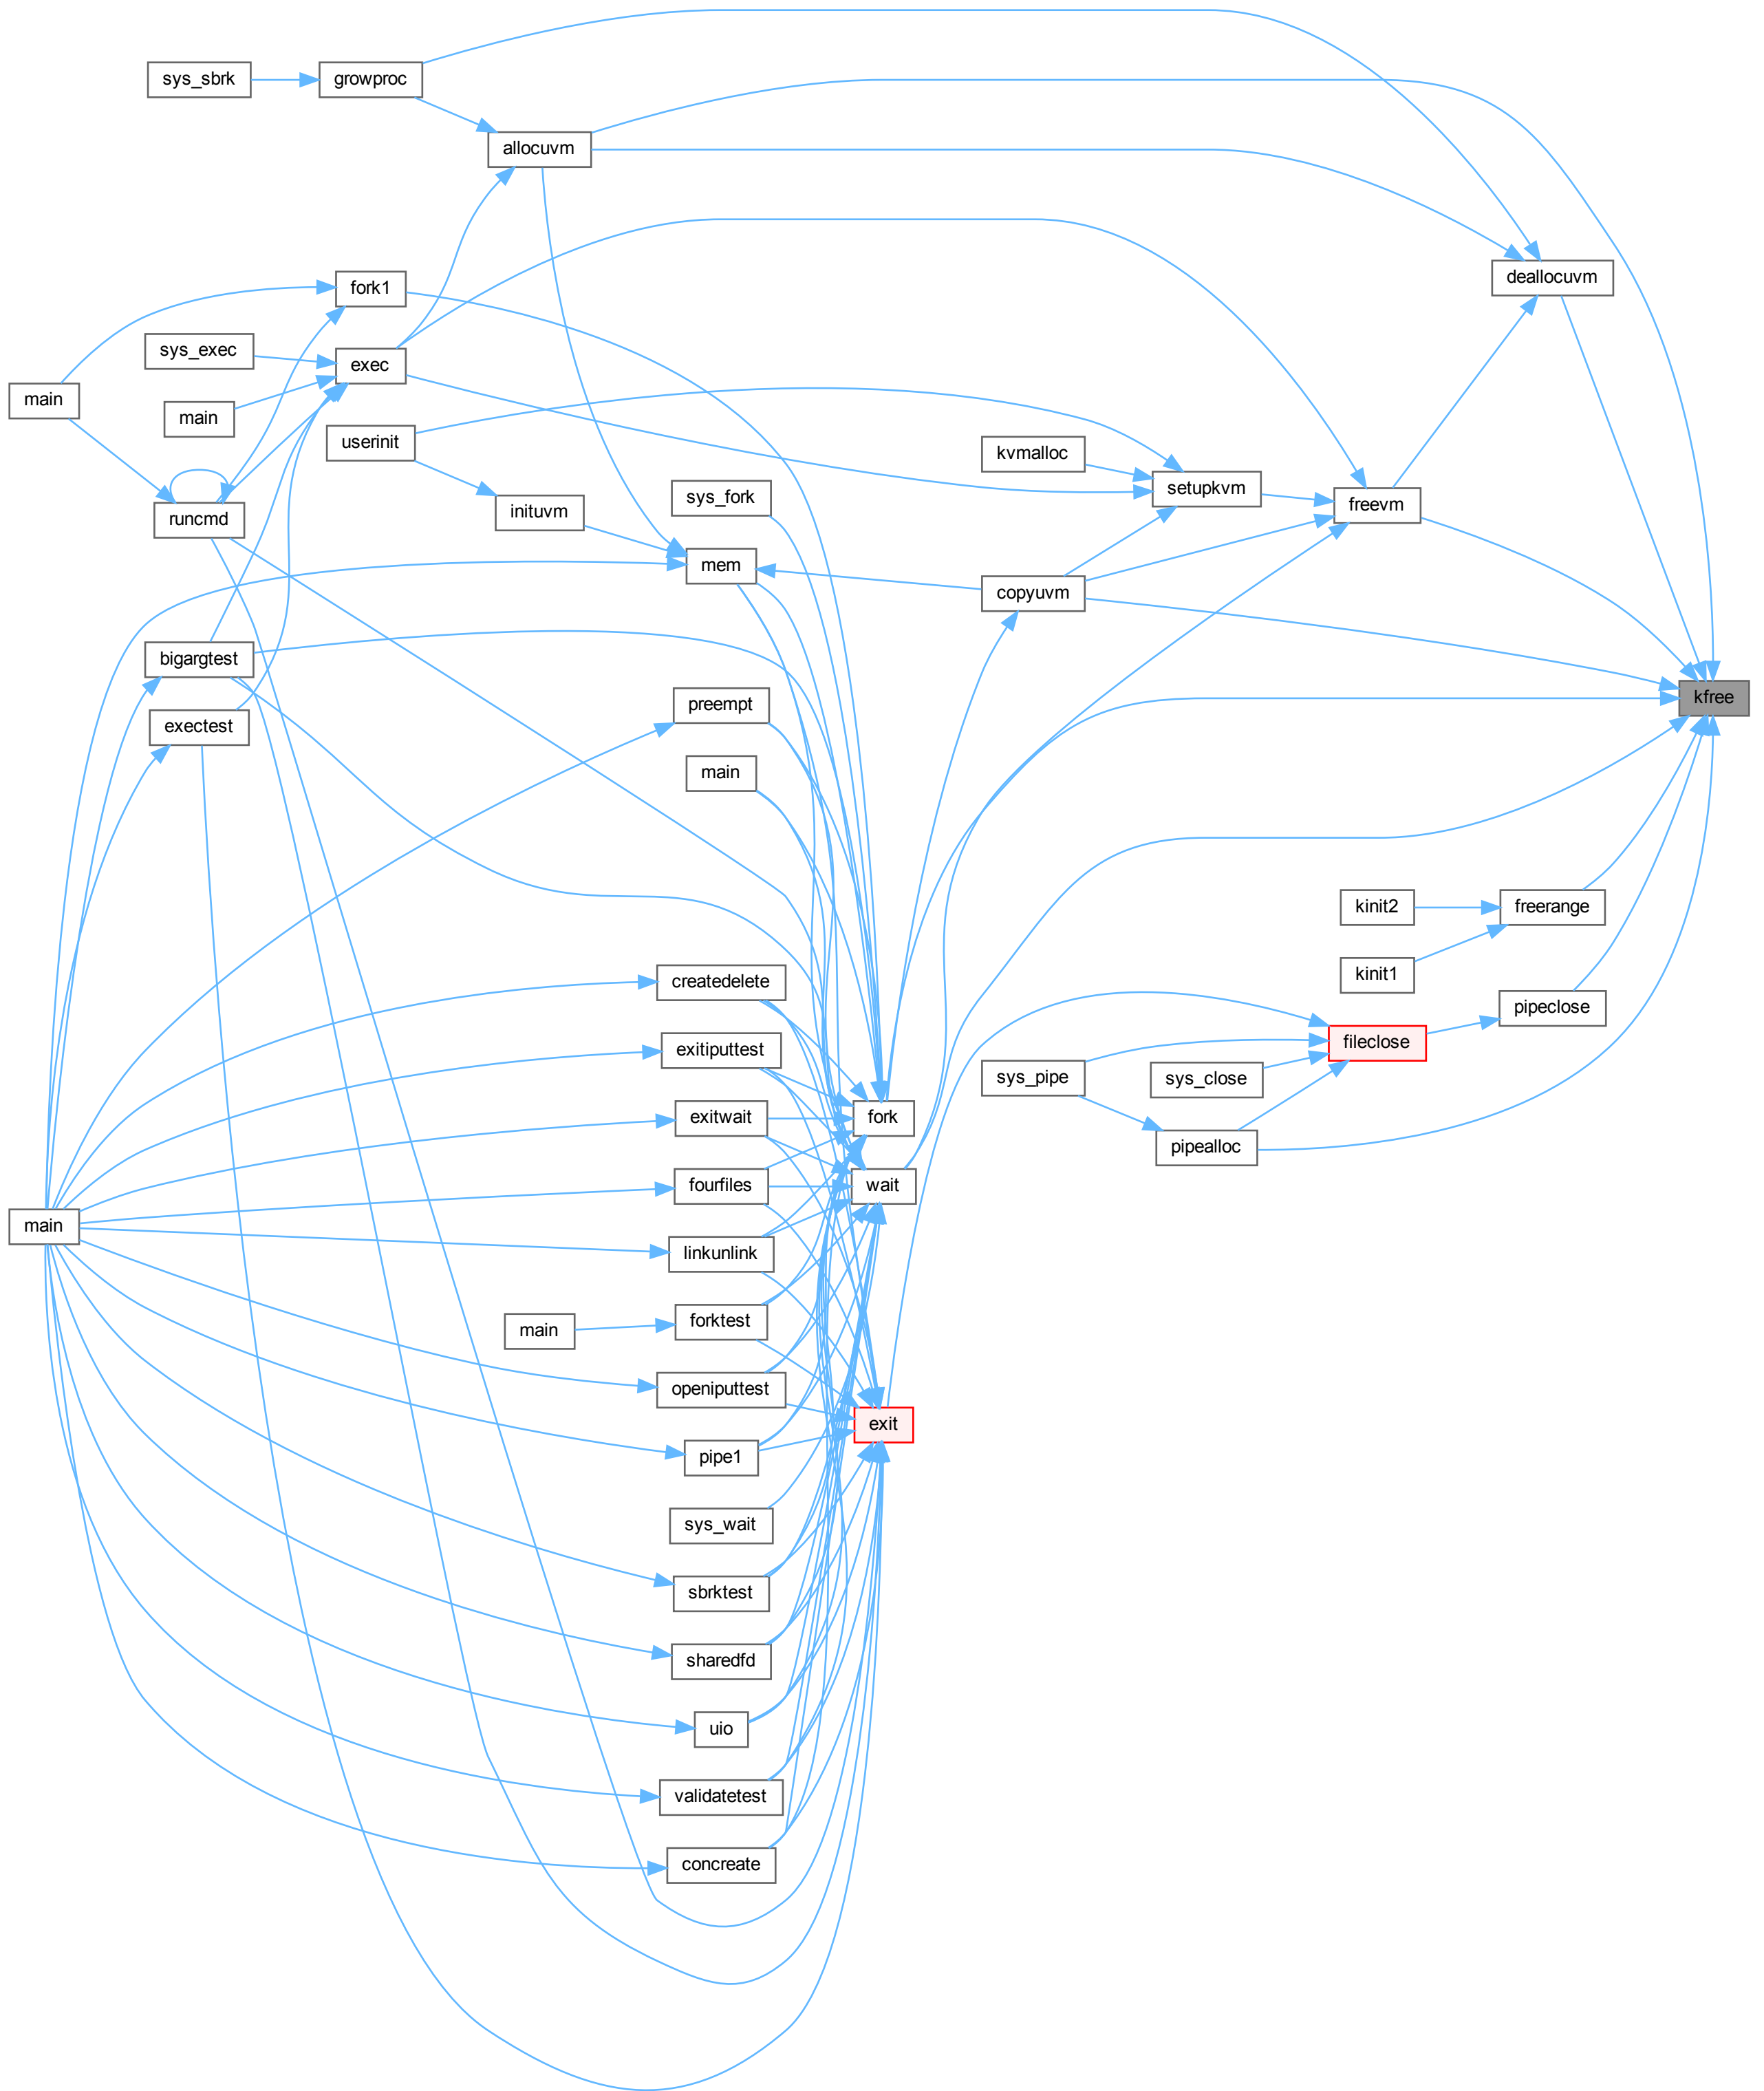 sys_sbrk
growproc
allocuvm
deallocuvm
fork1
sys_exec
exec
main
main
userinit
kvmalloc
setupkvm
freevm
sys_fork
runcmd
inituvm
mem
copyuvm
bigargtest
preempt
kfree
exectest
main
freerange
kinit2
kinit1
createdelete
pipeclose
exitiputtest
fileclose
sys_pipe
sys_close
exitwait
fork
pipealloc
fourfiles
wait
main
linkunlink
main
forktest
openiputtest
exit
pipe1
sys_wait
sbrktest
sharedfd
uio
validatetest
concreate